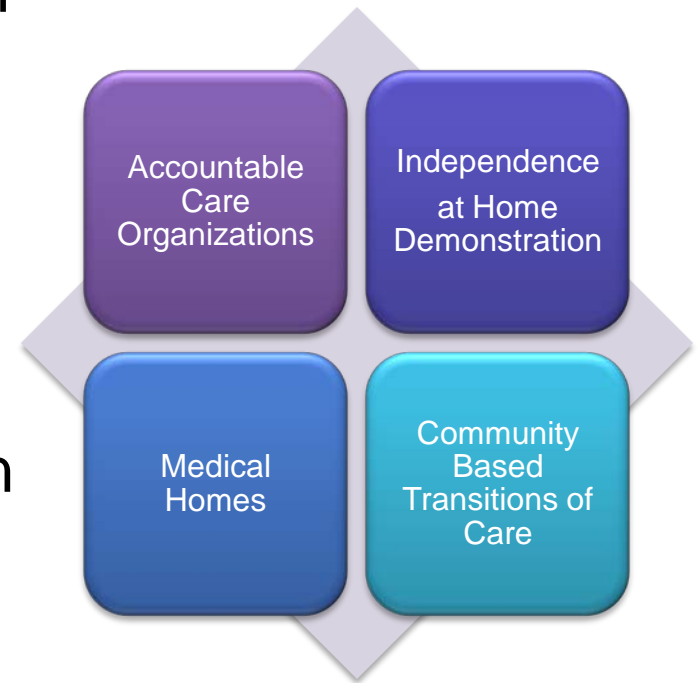 Accountable
Care
Organizations
Independence
at Home
Demonstration
Medical
Homes
Community
Based
Transitions of
Care